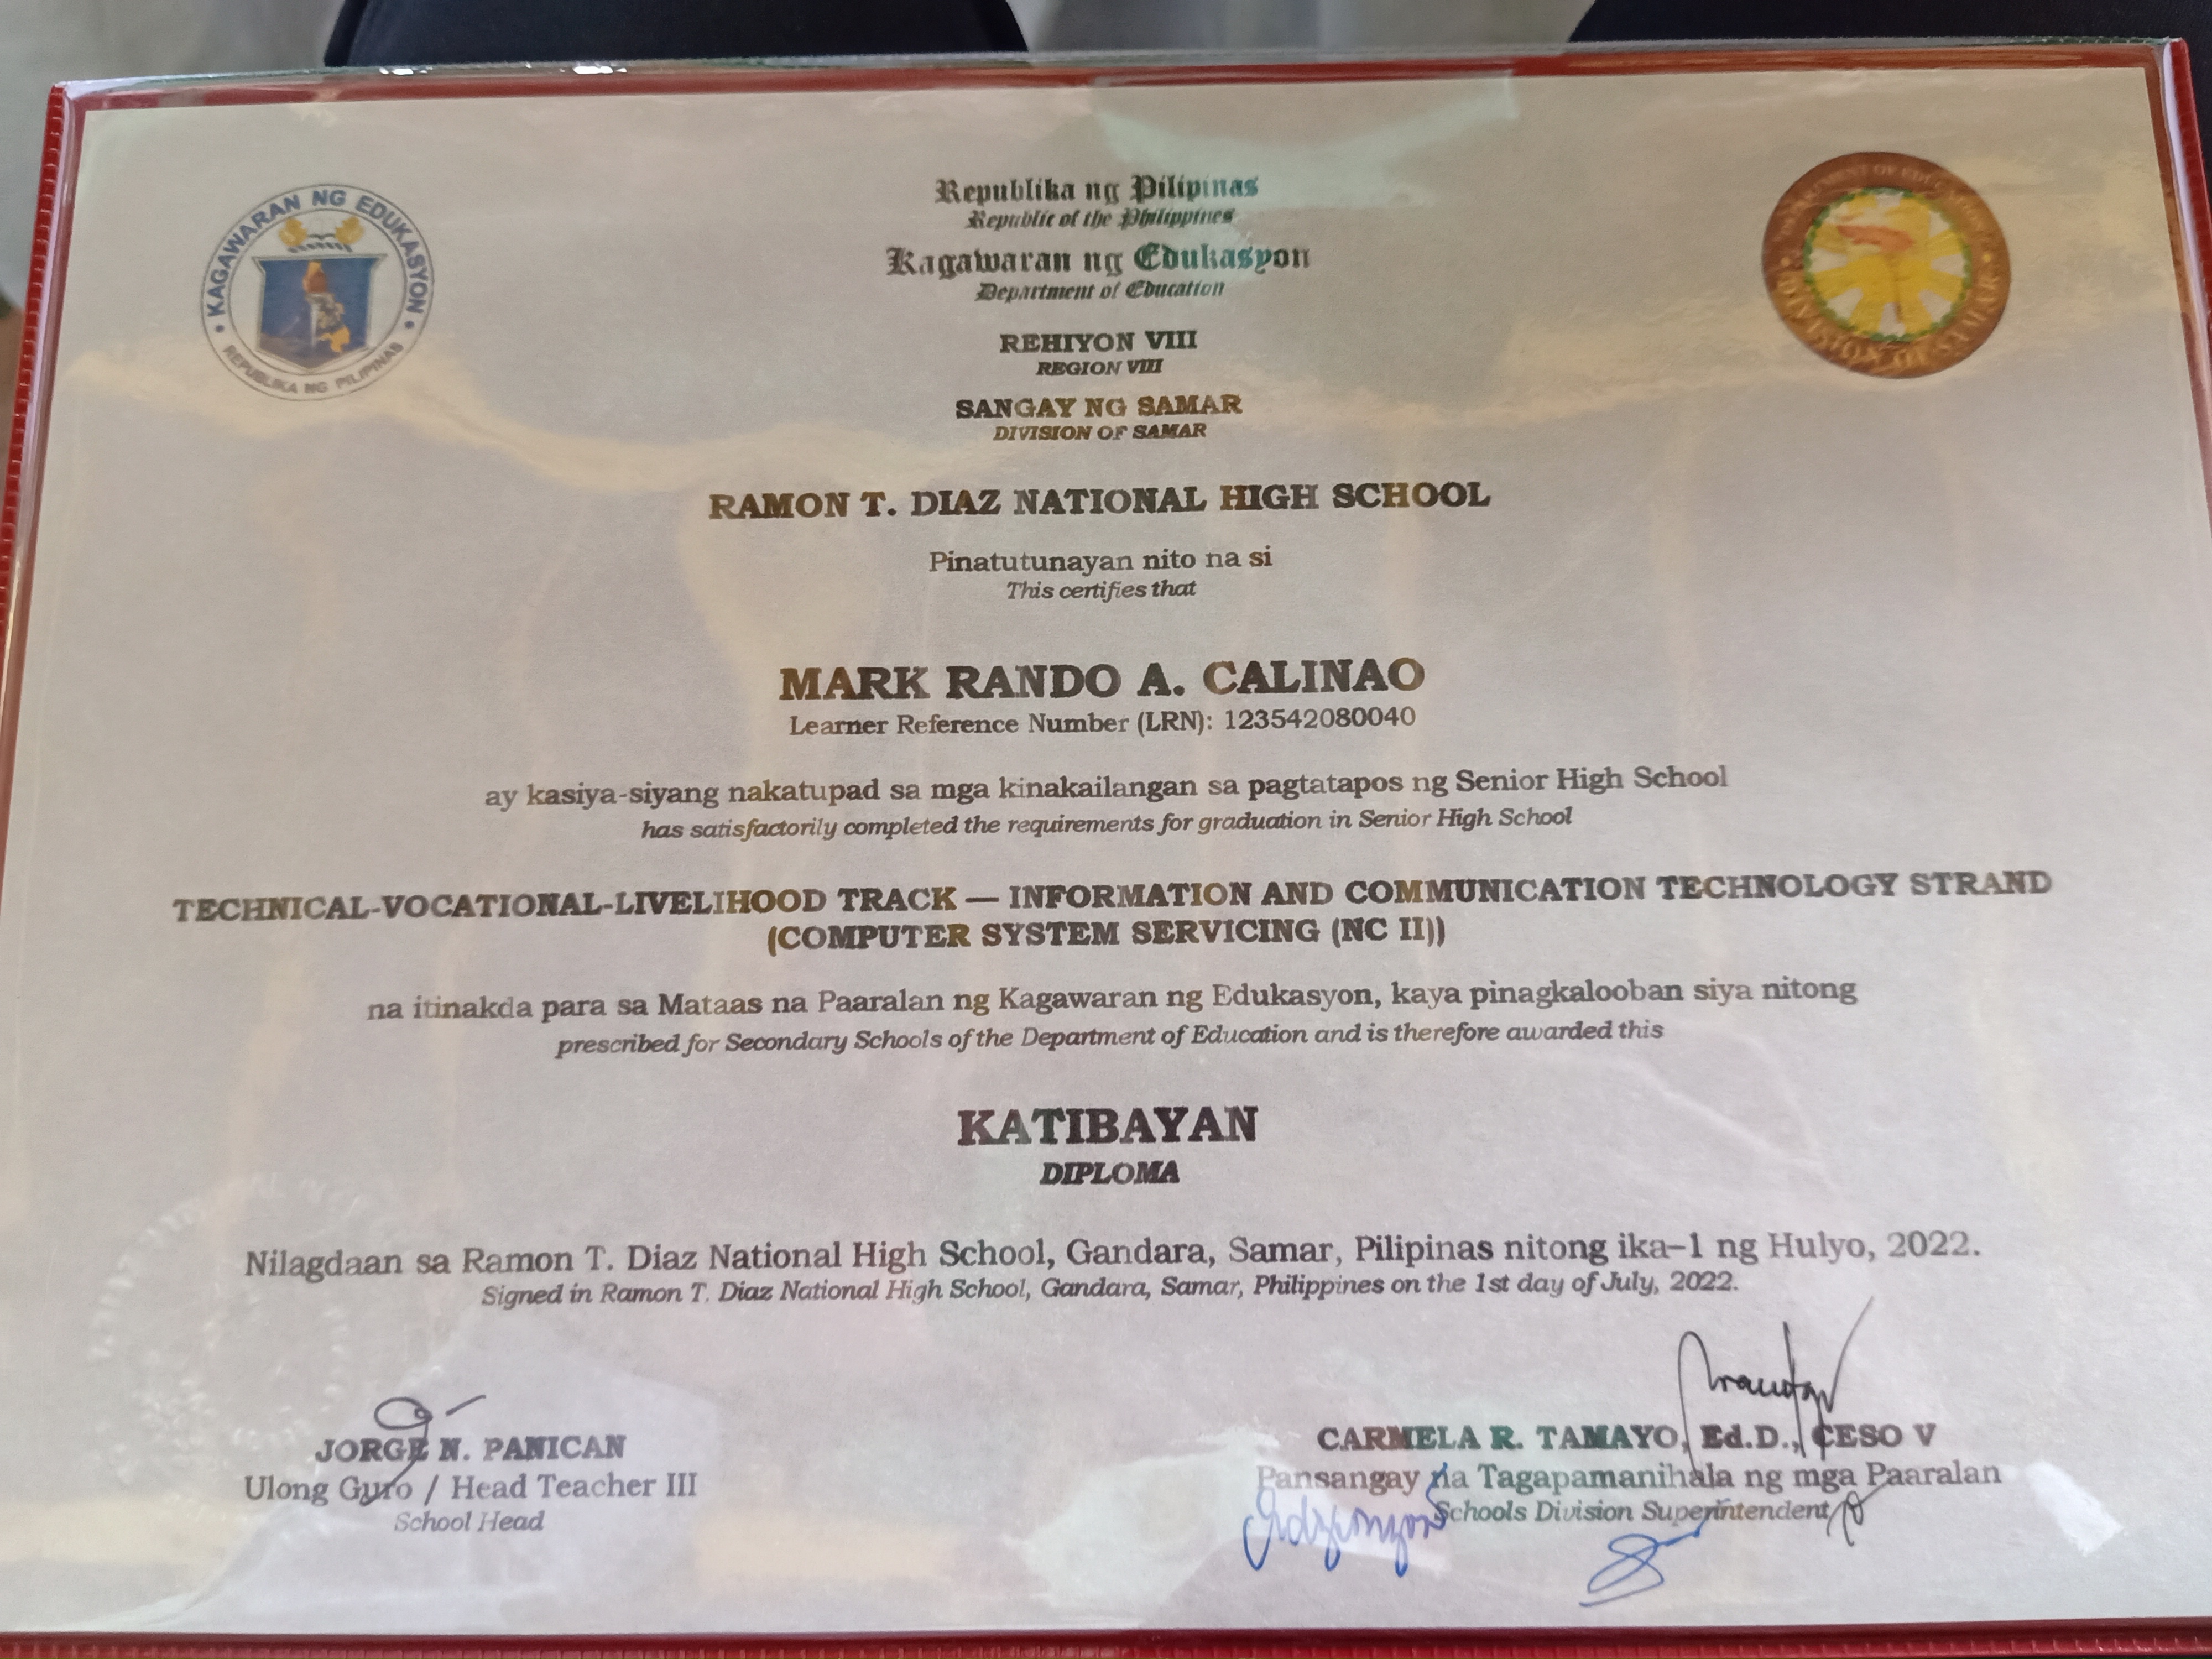 KAGAWARAN NG EDUKASYON
REPUBLIKA NG PILIPINAS
DEPARTMENT OF EDUCATION
DIVISION OF SAMAR
Republika ng Pilipinas
Republic of the Philippines
Kagawaran ng Edukasyon
Department of Education
REHIYON VIII
REGION VIII
SANGAY NG SAMAR
DIVISION OF SAMAR
RAMON T. DIAZ NATIONAL HIGH SCHOOL
Pinatutunayan nito na si
This certifies that
MARK RANDO A. CALINAO
Learner Reference Number (LRN): 123542080040
ay kasiya-siyang nakatupad sa mga kinakailangan sa pagtatapos ng Senior High School
has satisfactorily completed the requirements for graduation in Senior High School
TECHNICAL-VOCATIONAL-LIVELIHOOD TRACK — INFORMATION AND COMMUNICATION TECHNOLOGY STRAND
(COMPUTER SYSTEM SERVICING (NC II))
na itinakda para sa Mataas na Paaralan ng Kagawaran ng Edukasyon, kaya pinagkalooban siya nitong
prescribed for Secondary Schools of the Department of Education and is therefore awarded this
KATIBAYAN
DIPLOMA
Nilagdaan sa Ramon T. Diaz National High School, Gandara, Samar, Pilipinas nitong ika–1 ng Hulyo, 2022.
Signed in Ramon T. Diaz National High School, Gandara, Samar, Philippines on the 1st day of July, 2022.
JORGE N. PANICAN
Ulong Guro / Head Teacher III
School Head
CARMELA R. TAMAYO, Ed.D., CESO V
Pansangay na Tagapamanihala ng mga Paaralan
Schools Division Superintendent